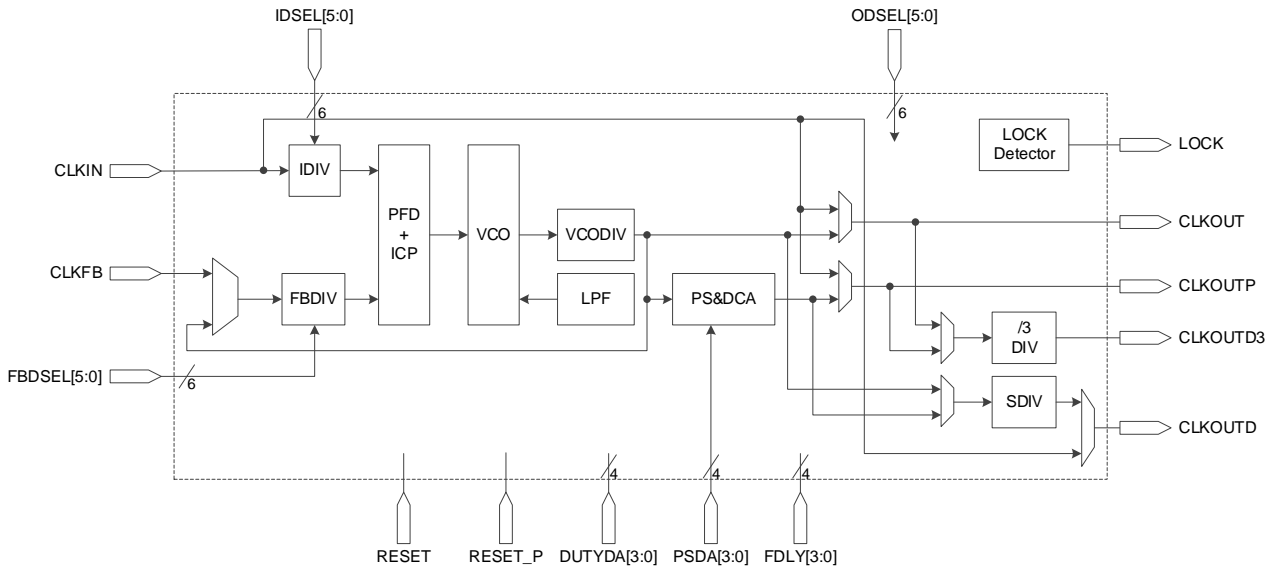 IDSEL[5:0]
ODSEL[5:0]
6
6
LOCK
Detector
LOCK
CLKIN
IDIV
PFD
+
ICP
VCO
VCODIV
CLKOUT
CLKFB
FBDIV
LPF
PS&DCA
CLKOUTP
/3
DIV
CLKOUTD3
FBDSEL[5:0]
6
SDIV
CLKOUTD
4
4
4
RESET
RESET_P
DUTYDA[3:0]
PSDA[3:0]
FDLY[3:0]